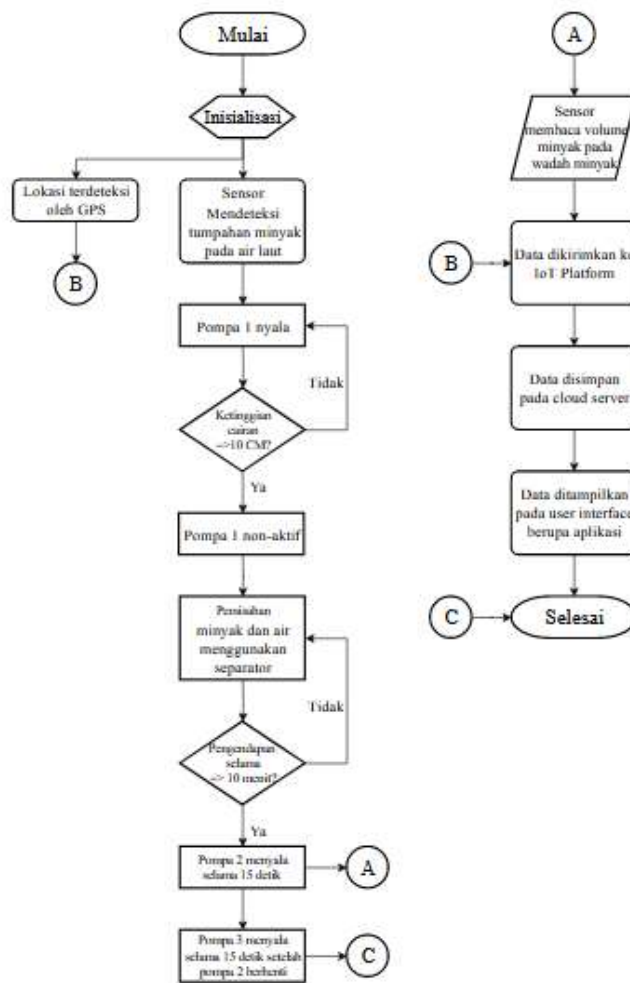 Mulai
Inisialisasi
Lokasi terdeteksi
oleh GPS
B
Sensor
Mendeteksi
tumpahan minyak
pada air laut
Pompa 1 nyala
Tidak
Ketinggian
cairan
=>10 CM?
Ya
Pompa 1 non-aktif
Pemisahan
minyak dan air
menggunakan
separator
Tidak
Pengendapan
selama
=> 10 menit?
Ya
Pompa 2 menyala
selama 15 detik
A
Pompa 3 menyala
selama 15 detik setelah
pompa 2 berhenti
C
A
Sensor
membaca volume
minyak pada
wadah minyak
B
Data dikirimkan ke
IoT Platform
Data disimpan
pada cloud server
Data ditampilkan
pada user interface
berupa aplikasi
C
Selesai